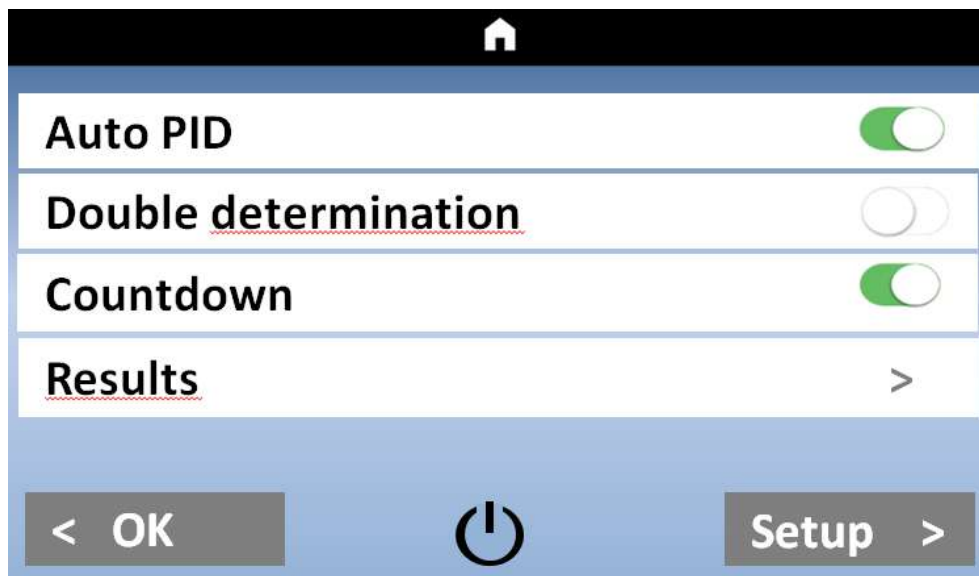 Auto PID
Double determination
Countdown
Results >
< OK
Setup >